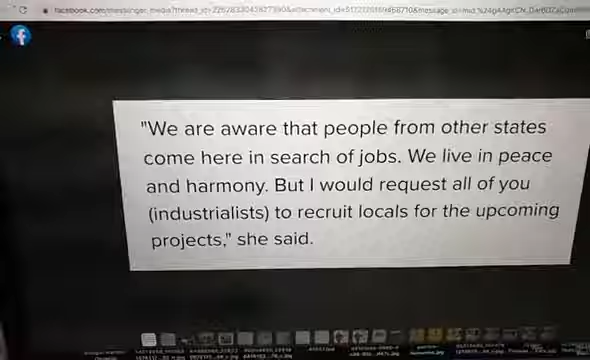 "We are aware that people from other states
come here in search of jobs. We live in peace
and harmony. But I would request all of you
(industrialists) to recruit locals for the upcoming
projects," she said.